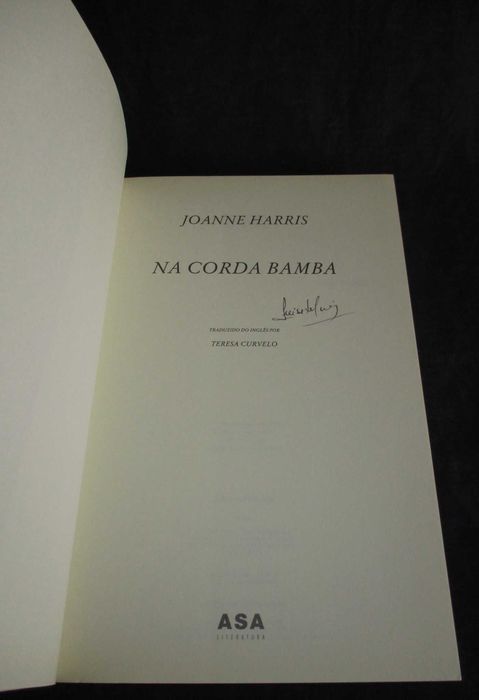 JOANNE HARRIS
NA CORDA BAMBA
TRADUZIDO DO INGLÊS POR
TERESA CURVELO
ASA
LITERATURA